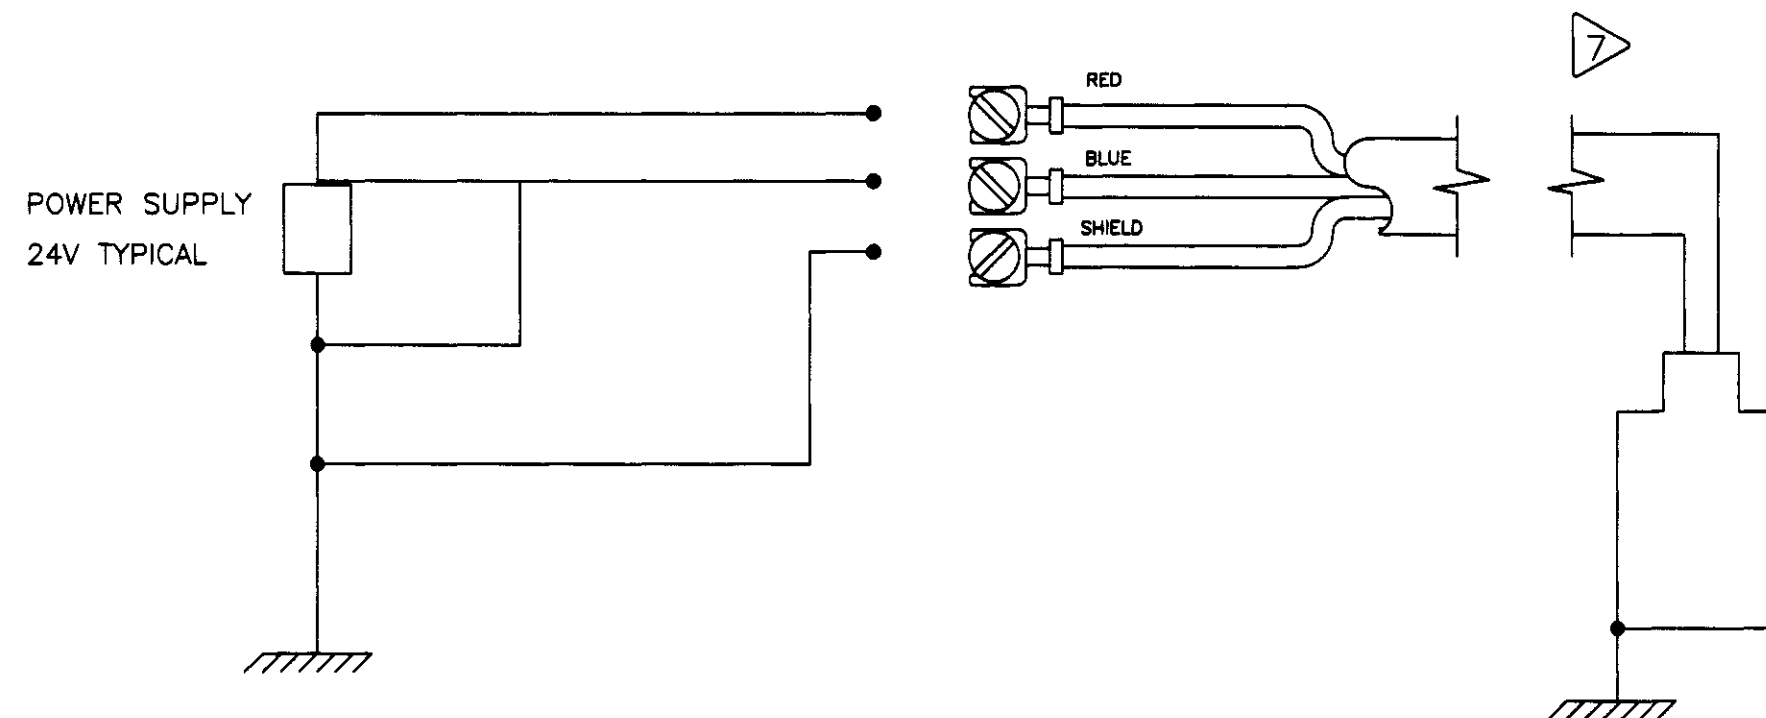 7
RED
BLUE
POWER SUPPLY
24V TYPICAL
SHIELD